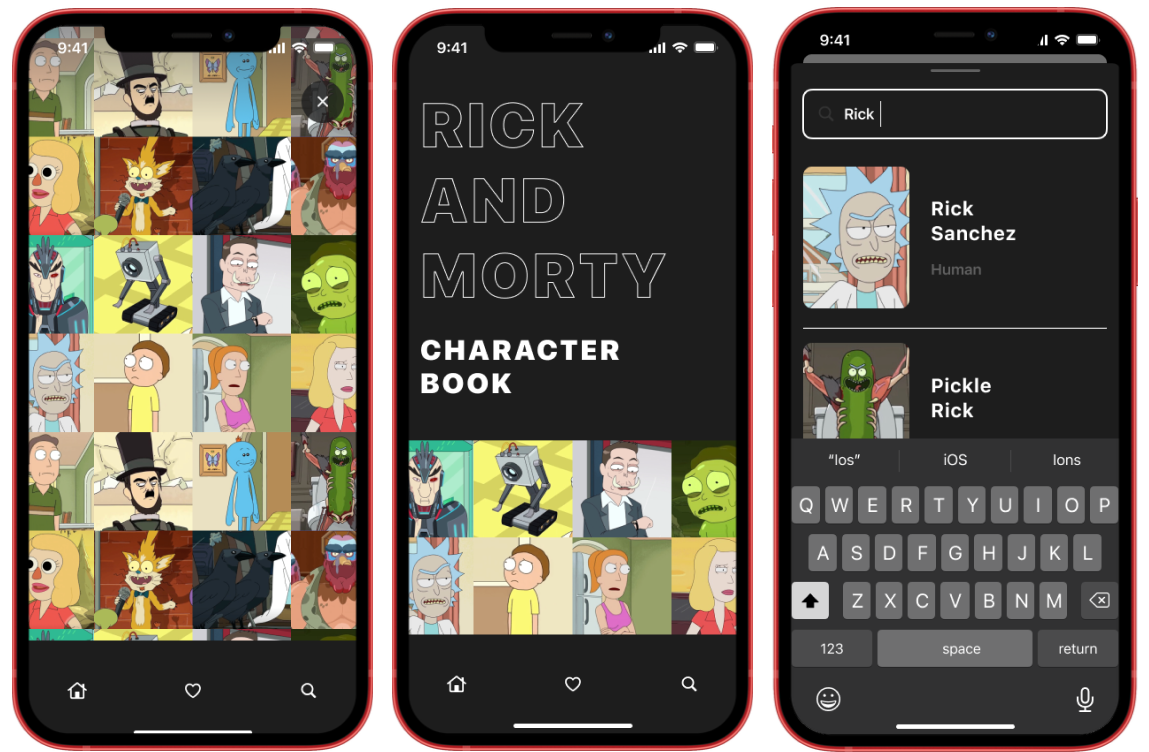 9:41
9:41
RICK
AND
MORTY
CHARACTER
BOOK
9:41
Rick
Rick
Sanchez
Human
Pickle
Rick
“Ios” iOS Ions
Q W E R T Y U I O P
A S D F G H J K L
Z X C V B N M
123 space return